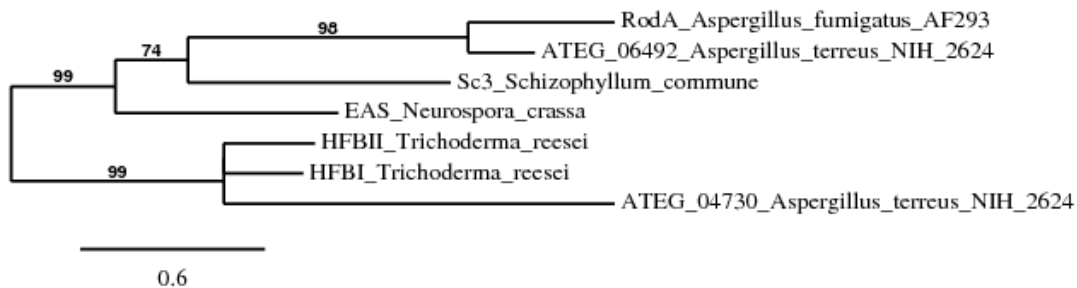 RodA_Aspergillus_fumigatus_AF293
98
ATEG_06492_Aspergillus_terreus_NIH_2624
74
Sc3_Schizophyllum_commune
99
EAS_Neurospora_crassa
HFBII_Trichoderma_reesei
99
HFBI_Trichoderma_reesei
ATEG_04730_Aspergillus_terreus_NIH_2624
0.6